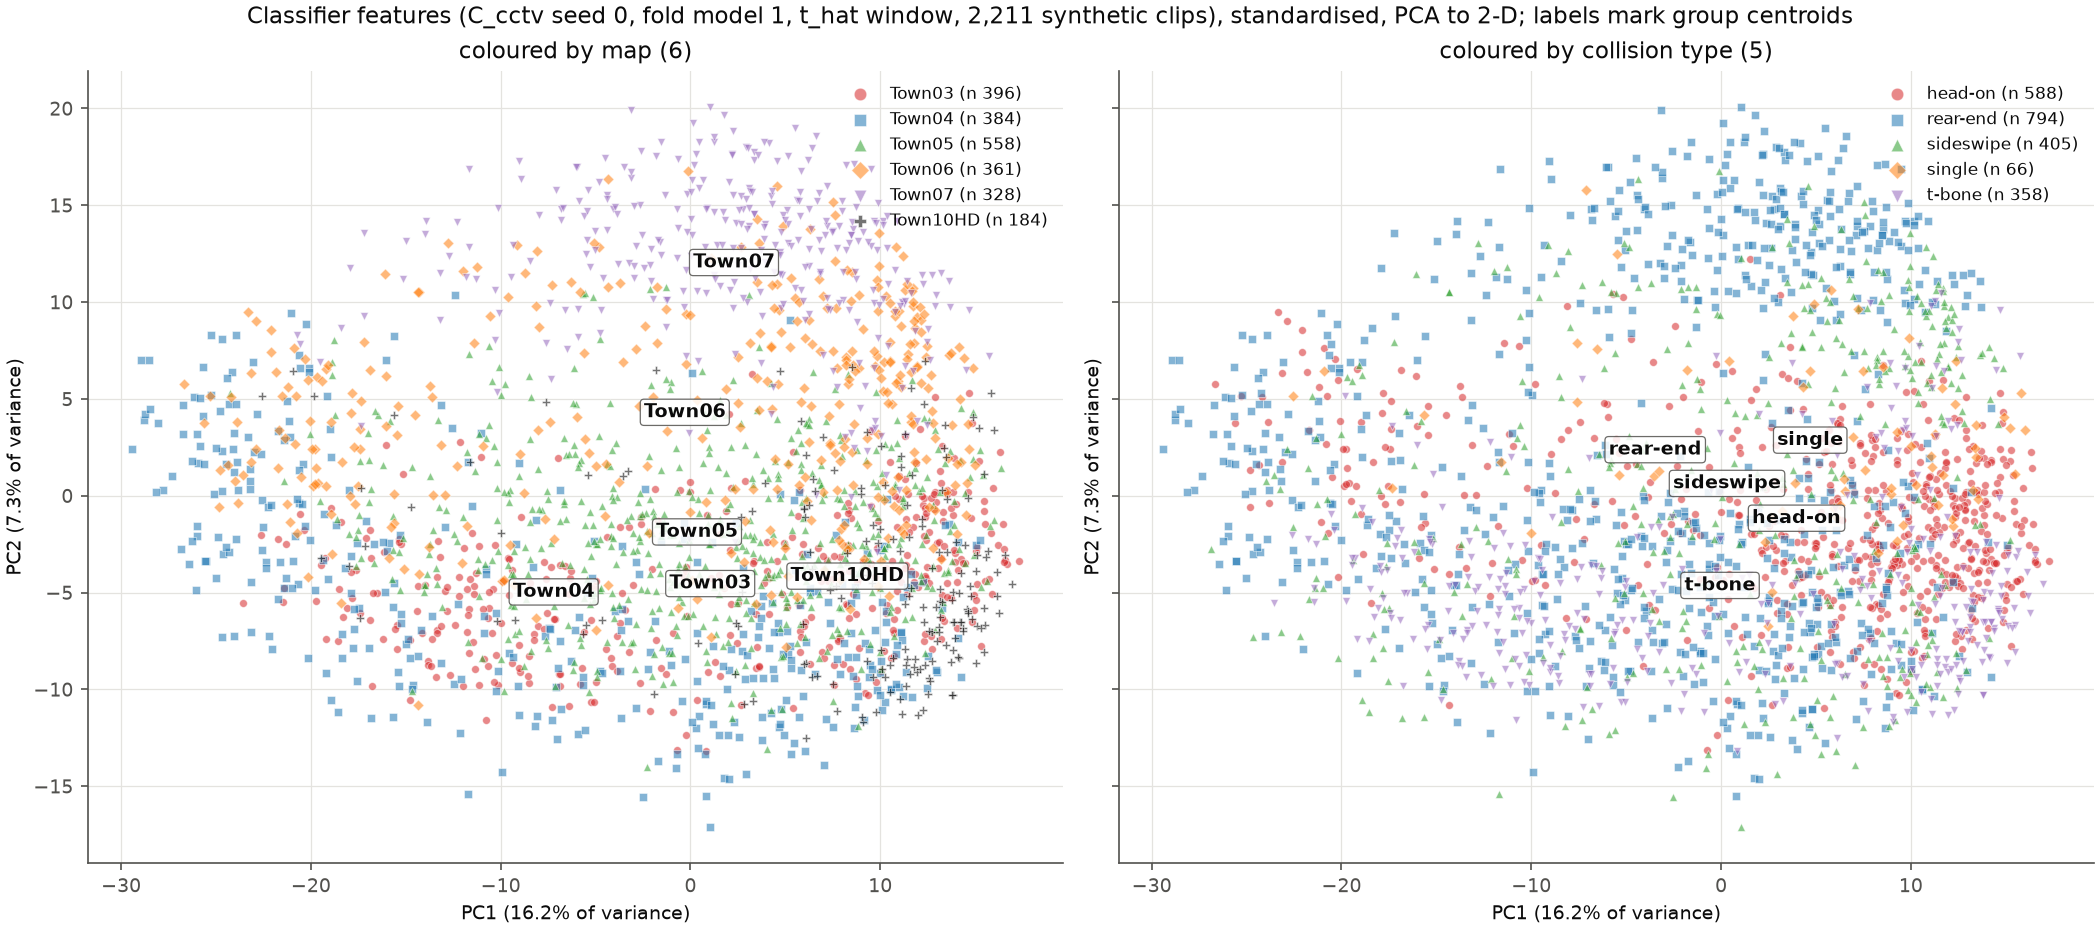 Classifier features (C_cctv seed 0, fold model 1, t_hat window, 2,211 synthetic clips), standardised, PCA to 2-D; labels mark group centroids
coloured by map (6)
Town03 (n 396)
Town04 (n 384)
Town05 (n 558)
Town06 (n 361)
Town07 (n 328)
Town10HD (n 184)
Town07
Town06
Town05
Town03
Town10HD
Town04
20
15
10
5
0
−5
−10
−15
PC2 (7.3% of variance)
−30
−20
−10
0
10
PC1 (16.2% of variance)
coloured by collision type (5)
head-on (n 588)
rear-end (n 794)
sideswipe (n 405)
single (n 66)
t-bone (n 358)
single
rear-end
sideswipe
head-on
t-bone
PC2 (7.3% of variance)
−30
−20
−10
0
10
PC1 (16.2% of variance)